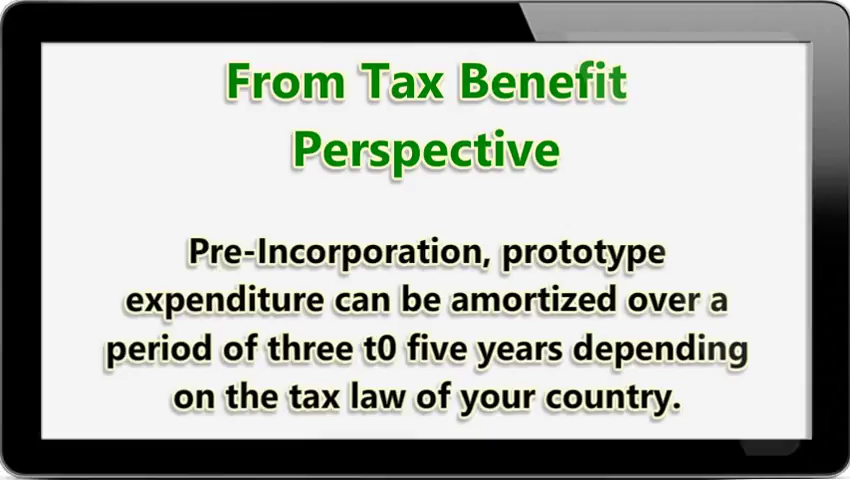 From Tax Benefit
Perspective
Pre-Incorporation, prototype
expenditure can be amortized over a
period of three t0 five years depending
on the tax law of your country.